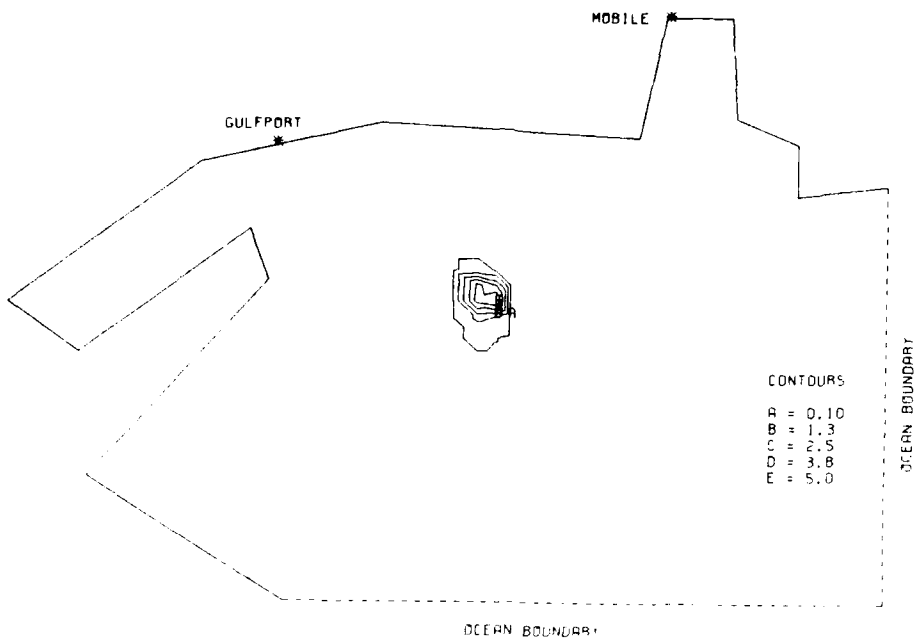 MOBILE
GULFPORT
A
CONTOURS
A = 0.10
B = 1.3
C = 2.5
D = 3.8
E = 5.0
OCEAN BOUNDARY
OCEAN BOUNDARY